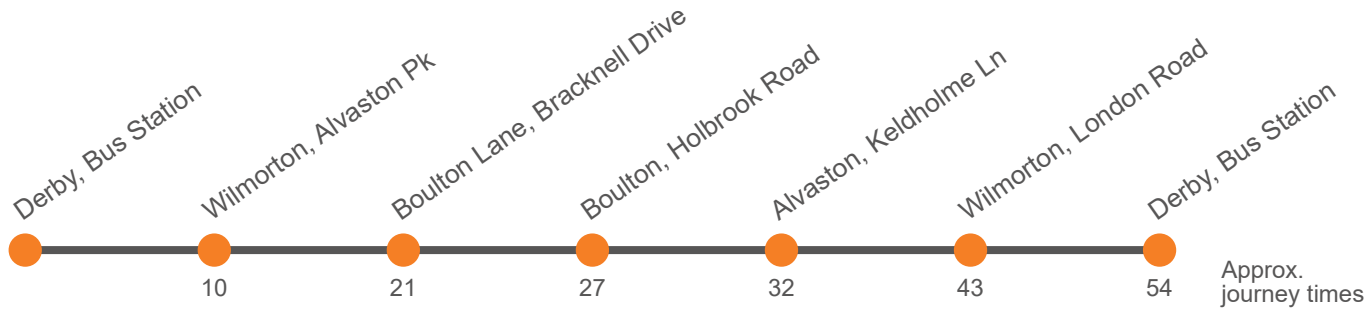 Derby, Bus Station
Wilmorton, Alvaston Pk
Boulton Lane, Bracknell Drive
Boulton, Holbrook Road
Alvaston, Keldholme Ln
Wilmorton, London Road
Derby, Bus Station
10
21
27
32
43
54
Approx.
journey times